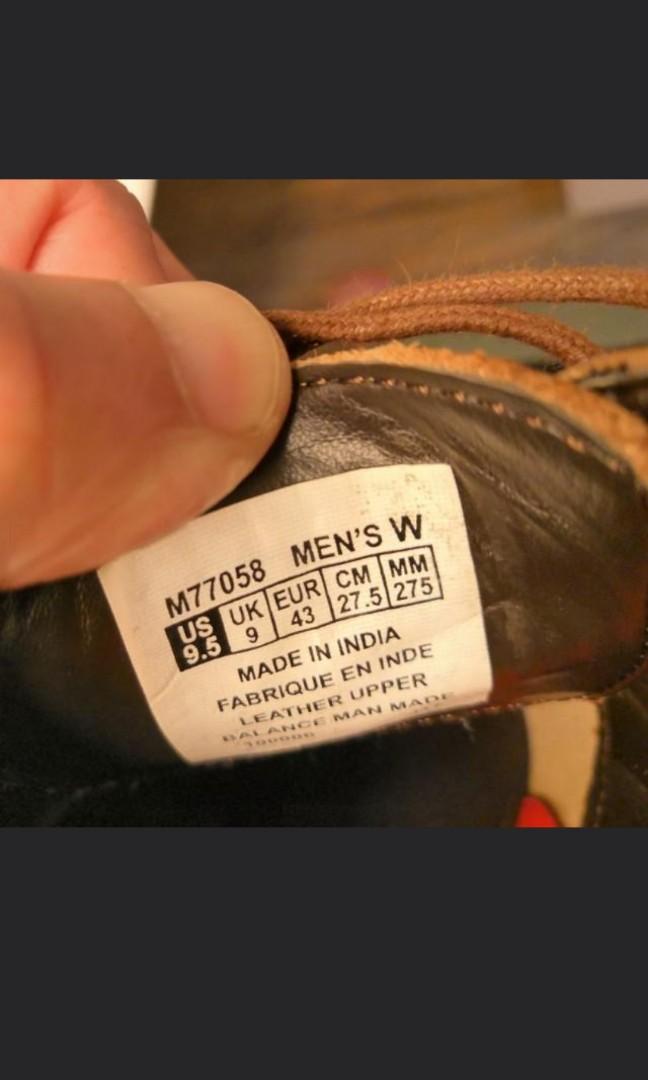 M77058 MEN'S W
US UK EUR CM MM
9.5 9 43 27.5 275
MADE IN INDIA
FABRIQUE EN INDE
LEATHER UPPER
BALANCE MAN MADE